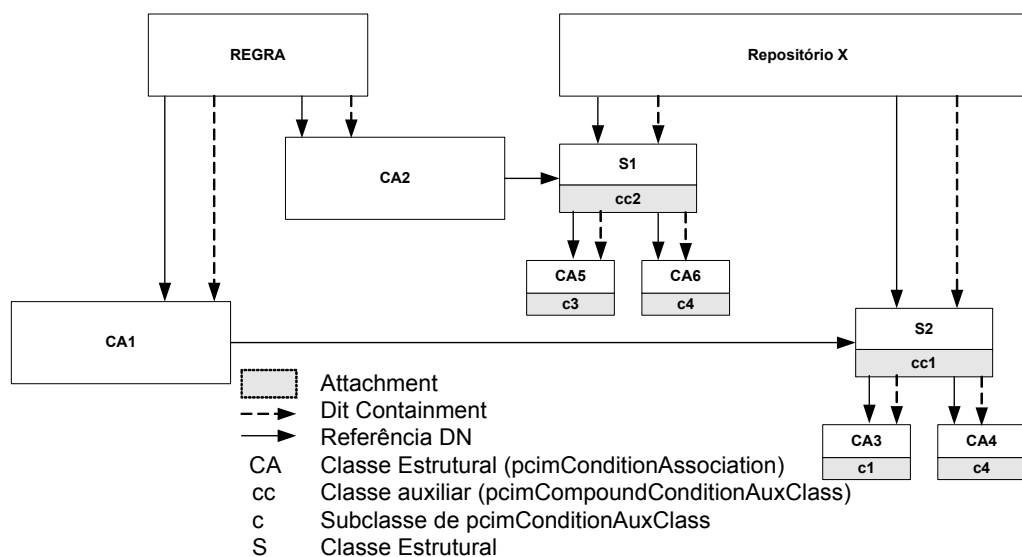 REGRA
Repositório X
CA2
S1
cc2
CA5
c3
CA6
c4
CA1
S2
cc1
CA3
c1
CA4
c4
Attachment
Dit Containment
Referência DN
CA Classe Estrutural (pcimConditionAssociation)
cc Classe auxiliar (pcimCompoundConditionAuxClass)
c Subclasse de pcimConditionAuxClass
S Classe Estrutural